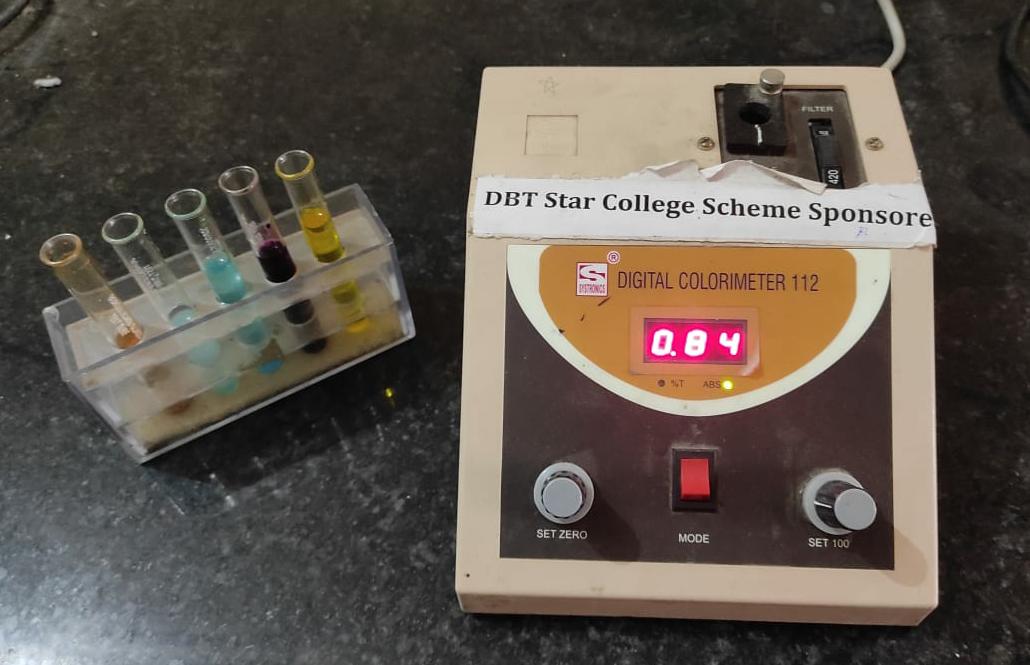 FILTER
420
DBT Star College Scheme Sponsore
®
S
SYSTRONICS
DIGITAL COLORIMETER 112
0.84
%T ABS
SET ZERO
MODE
SET 100